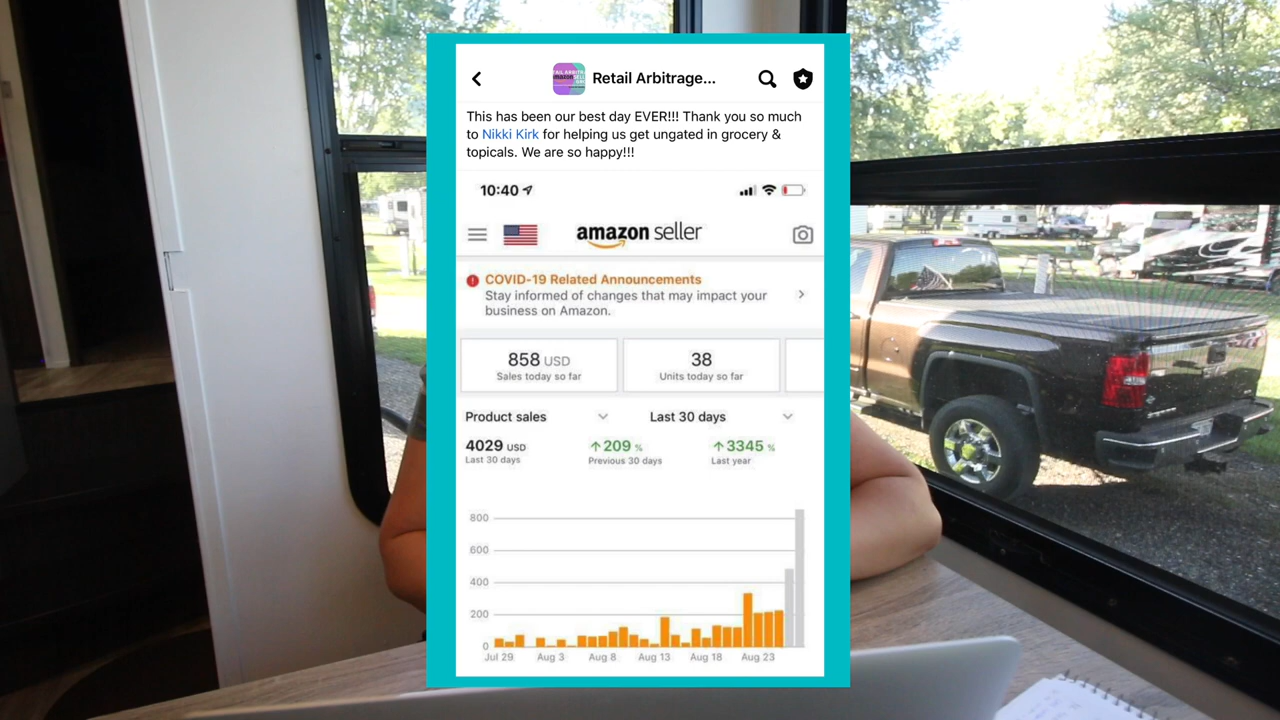 Retail Arbitrage...
This has been our best day EVER!!! Thank you so much
to Nikki Kirk for helping us get ungated in grocery &
topicals. We are so happy!!!
10:40
amazon seller
COVID-19 Related Announcements
Stay informed of changes that may impact your
business on Amazon.
858 USD
Sales today so far
38
Units today so far
Product sales
Last 30 days
4029 USD
Last 30 days
209 %
Previous 30 days
3345 %
Last year
800
600
400
200
0
Jul 29 Aug 3 Aug 8 Aug 13 Aug 18 Aug 23